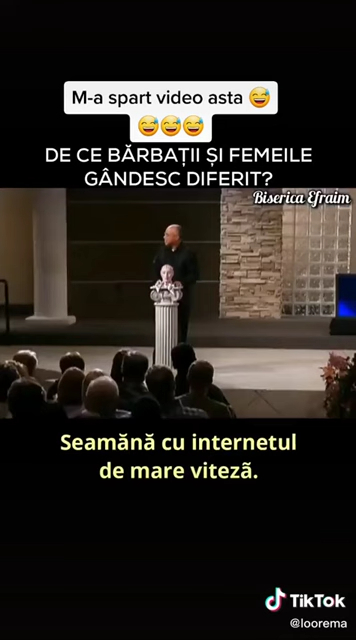 M-a spart video asta 😅
😅😅😅
DE CE BĂRBAȚII ȘI FEMEILE
GÂNDESC DIFERIT?
Biserica Efraim
Seamănă cu internetul
de mare viteză.
TikTok
@loorema